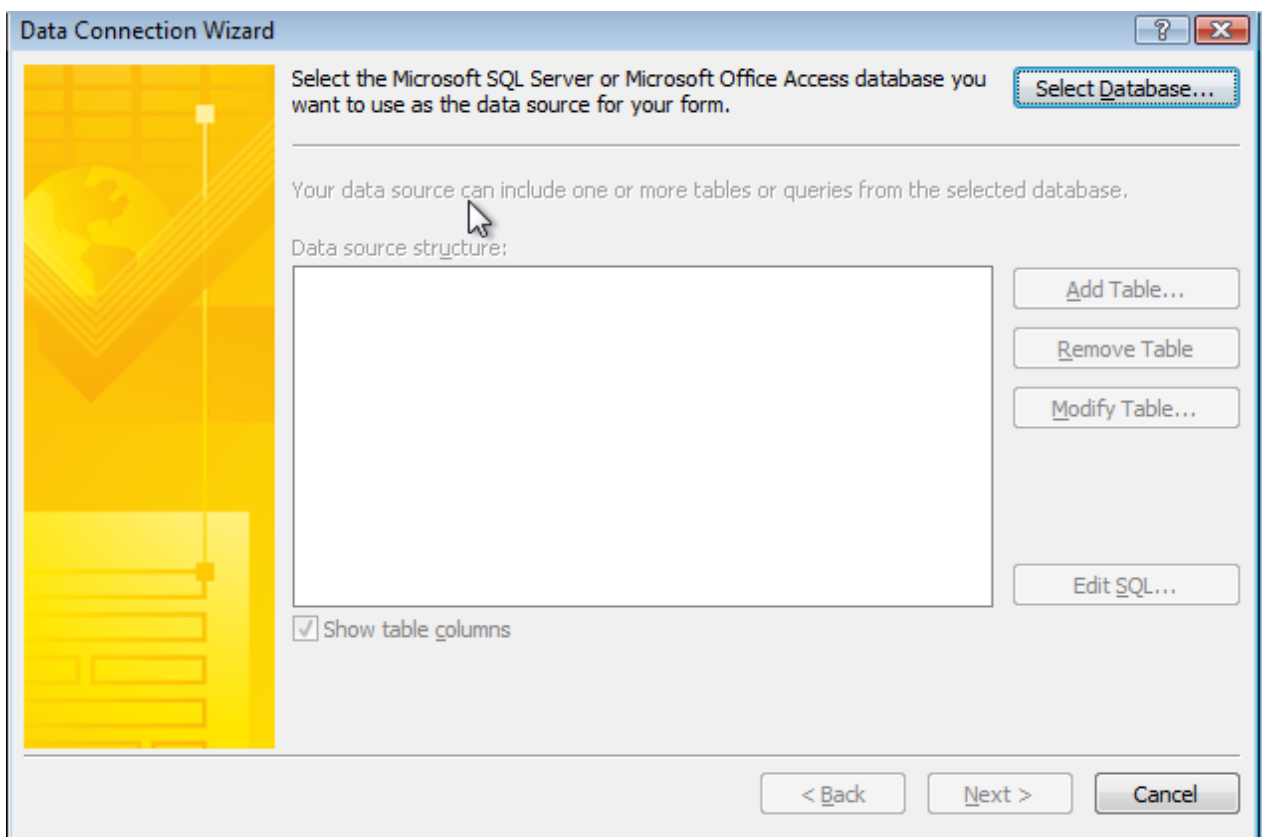 Data Connection Wizard
?
Select the Microsoft SQL Server or Microsoft Office Access database you
want to use as the data source for your form.
Select Database...
Your data source can include one or more tables or queries from the selected database.
Data source structure:
Add Table...
Remove Table
Modify Table...
Edit SQL...
Show table columns
< Back
Next >
Cancel